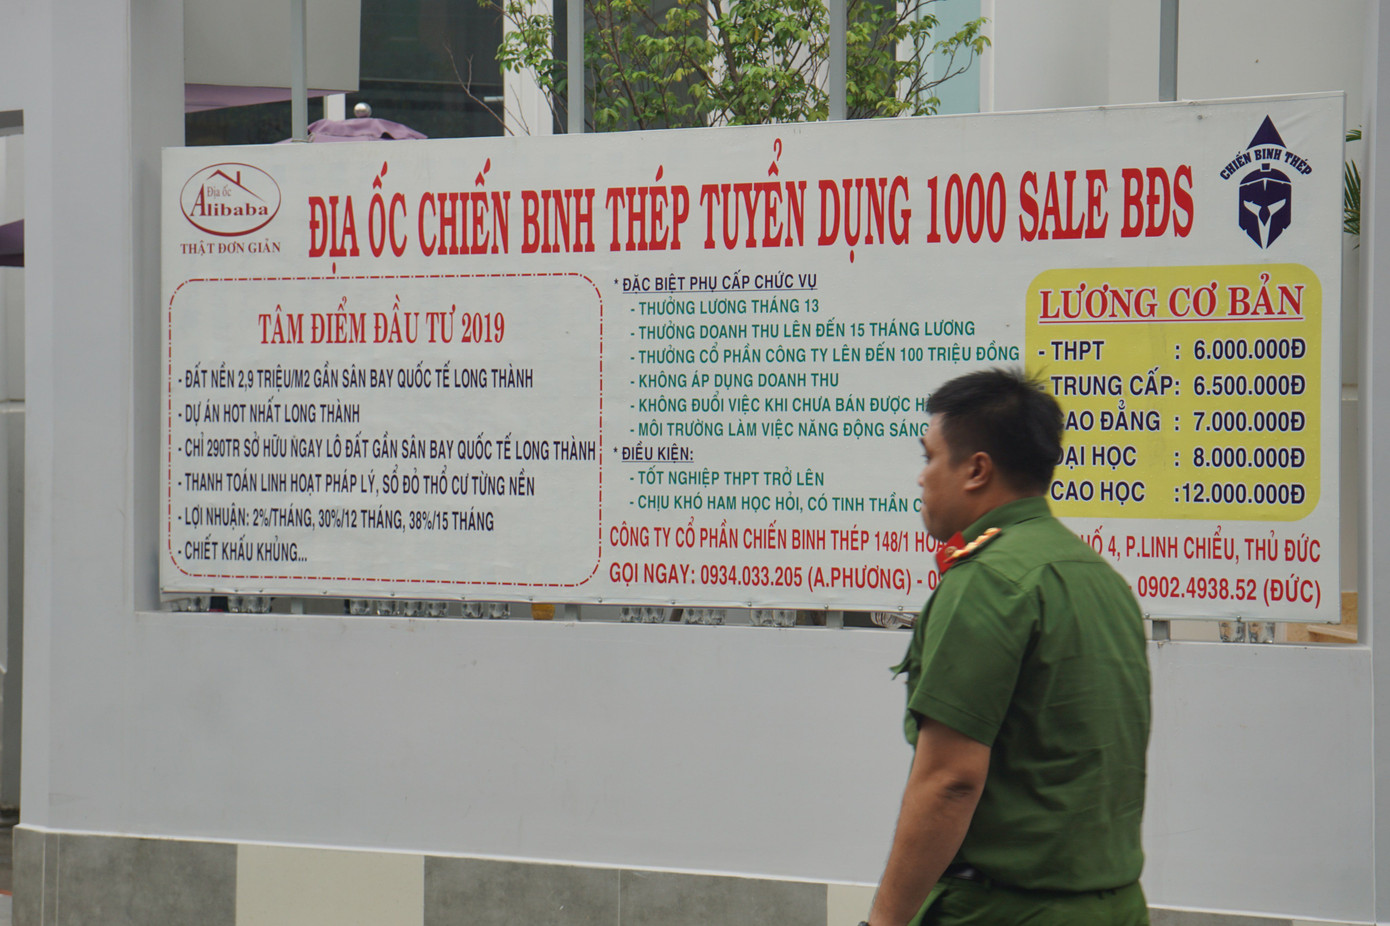 Địa ốc
Alibaba
THẬT ĐƠN GIẢN
ĐỊA ỐC CHIẾN BINH THÉP TUYỂN DỤNG 1000 SALE BĐS
CHIẾN BINH THÉP
TÂM ĐIỂM ĐẦU TƯ 2019
- ĐẤT NỀN 2,9 TRIỆU/M2 GẦN SÂN BAY QUỐC TẾ LONG THÀNH
- DỰ ÁN HOT NHẤT LONG THÀNH
- CHỈ 290TR SỞ HỮU NGAY LÔ ĐẤT GẦN SÂN BAY QUỐC TẾ LONG THÀNH
- THANH TOÁN LINH HOẠT PHÁP LÝ, SỔ ĐỎ THỔ CƯ TỪNG NỀN
- LỢI NHUẬN: 2%/THÁNG, 30%/12 THÁNG, 38%/15 THÁNG
- CHIẾT KHẤU KHỦNG...
* ĐẶC BIỆT PHỤ CẤP CHỨC VỤ
- THƯỞNG LƯƠNG THÁNG 13
- THƯỞNG DOANH THU LÊN ĐẾN 15 THÁNG LƯƠNG
- THƯỞNG CỔ PHẦN CÔNG TY LÊN ĐẾN 100 TRIỆU ĐỒNG
- KHÔNG ÁP DỤNG DOANH THU
- KHÔNG ĐUỔI VIỆC KHI CHƯA BÁN ĐƯỢC
- MÔI TRƯỜNG LÀM VIỆC NĂNG ĐỘNG SÁNG
* ĐIỀU KIỆN:
- TỐT NGHIỆP THPT TRỞ LÊN
- CHỊU KHÓ HAM HỌC HỎI, CÓ TINH THẦN
LƯƠNG CƠ BẢN
- THPT : 6.000.000Đ
- TRUNG CẤP: 6.500.000Đ
CAO ĐẲNG : 7.000.000Đ
ĐẠI HỌC : 8.000.000Đ
CAO HỌC :12.000.000Đ
CÔNG TY CỔ PHẦN CHIẾN BINH THÉP 148/1 4, P.LINH CHIỂU, THỦ ĐỨC
GỌI NGAY: 0934.033.205 (A.PHƯƠNG) - - 0902.4938.52 (ĐỨC)